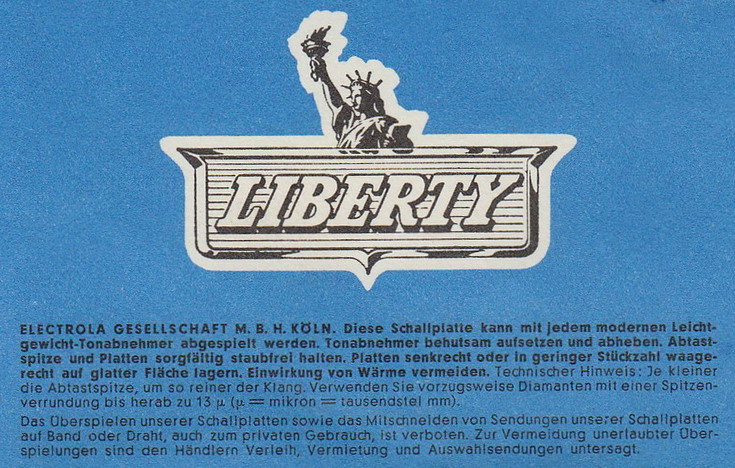 LIBERTY
ELECTROLA GESELLSCHAFT M. B. H. KÖLN. Diese Schallplatte kann mit jedem modernen Leicht-
gewicht-Tonabnehmer abgespielt werden. Tonabnehmer behutsam aufsetzen und abheben. Abtast-
spitze und Platten sorgfältig staubfrei halten. Platten senkrecht oder in geringer Stückzahl waage-
recht auf glatter Fläche lagern. Einwirkung von Wärme vermeiden. Technischer Hinweis: Je kleiner
die Abtastspitze, um so reiner der Klang. Verwenden Sie vorzugsweise Diamanten mit einer Spitzen-
verrundung bis herab zu 13 μ (μ = mikron = tausendstel mm).
Das Überspielen unserer Schallplatten sowie das Mitschneiden von Sendungen unserer Schallplatten
auf Band oder Draht, auch zum privaten Gebrauch, ist verboten. Zur Vermeidung unerlaubter Über-
spielungen sind den Händlern Verleih, Vermietung und Auswahlsendungen untersagt.